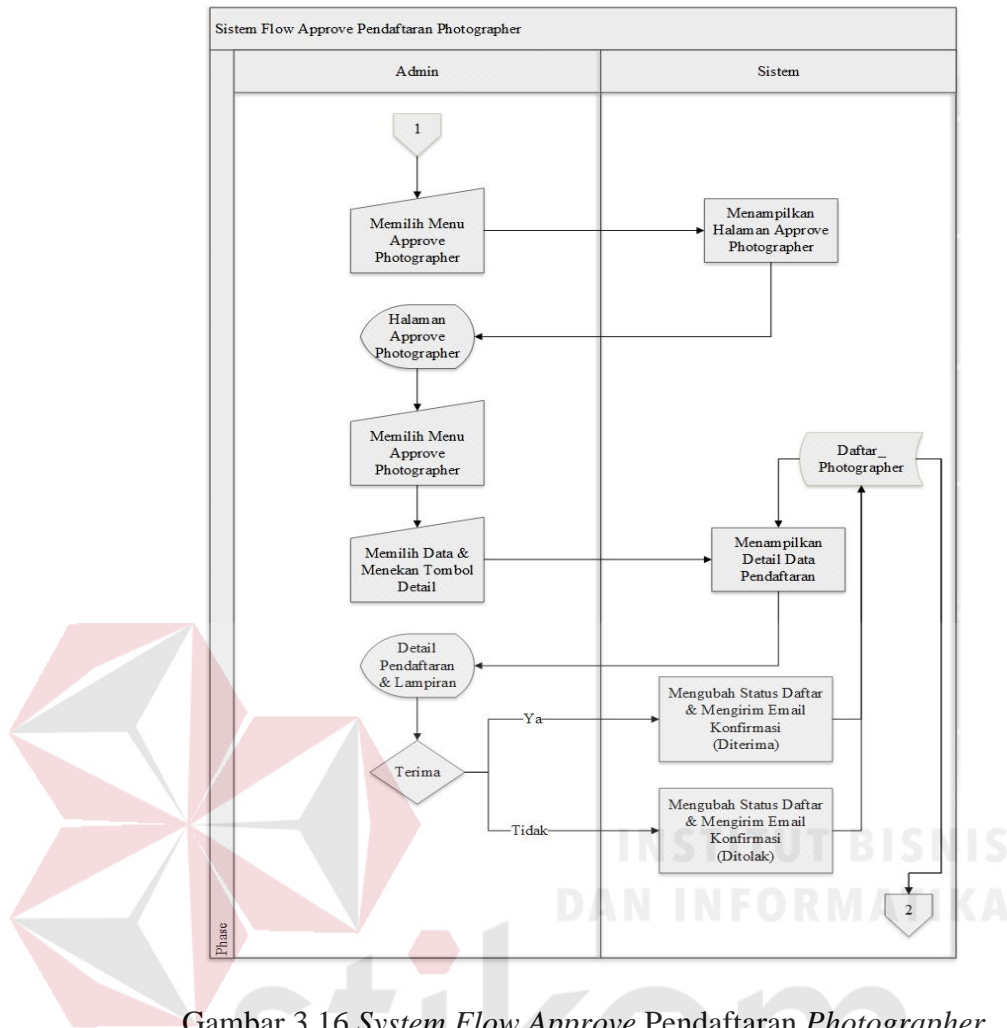 Sistem Flow Approve Pendaftaran Photographer
Admin
Sistem
1
Memilih Menu
Approve
Photographer
Menampilkan
Halaman Approve
Photographer
Halaman
Approve
Photographer
Memilih Menu
Approve
Photographer
Daftar_
Photographer
Memilih Data &
Menekan Tombol
Detail
Menampilkan
Detail Data
Pendaftaran
Detail
Pendaftaran
& Lampiran
Ya
Mengubah Status Daftar
& Mengirim Email
Konfirmasi
(Diterima)
Terima
Tidak
Mengubah Status Daftar
& Mengirim Email
Konfirmasi
(Ditolak)
2
Phase
INSTITUT BISNIS
DAN INFORMATIKA
stikom
Gambar 3.16 System Flow Approve Pendaftaran Photographer